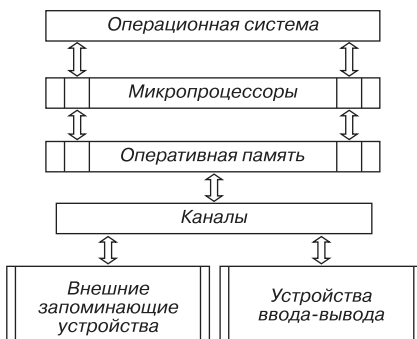 Операционная система
Микропроцессоры
Оперативная память
Каналы
Внешние
запоминающие
устройства
Устройства
ввода-вывода